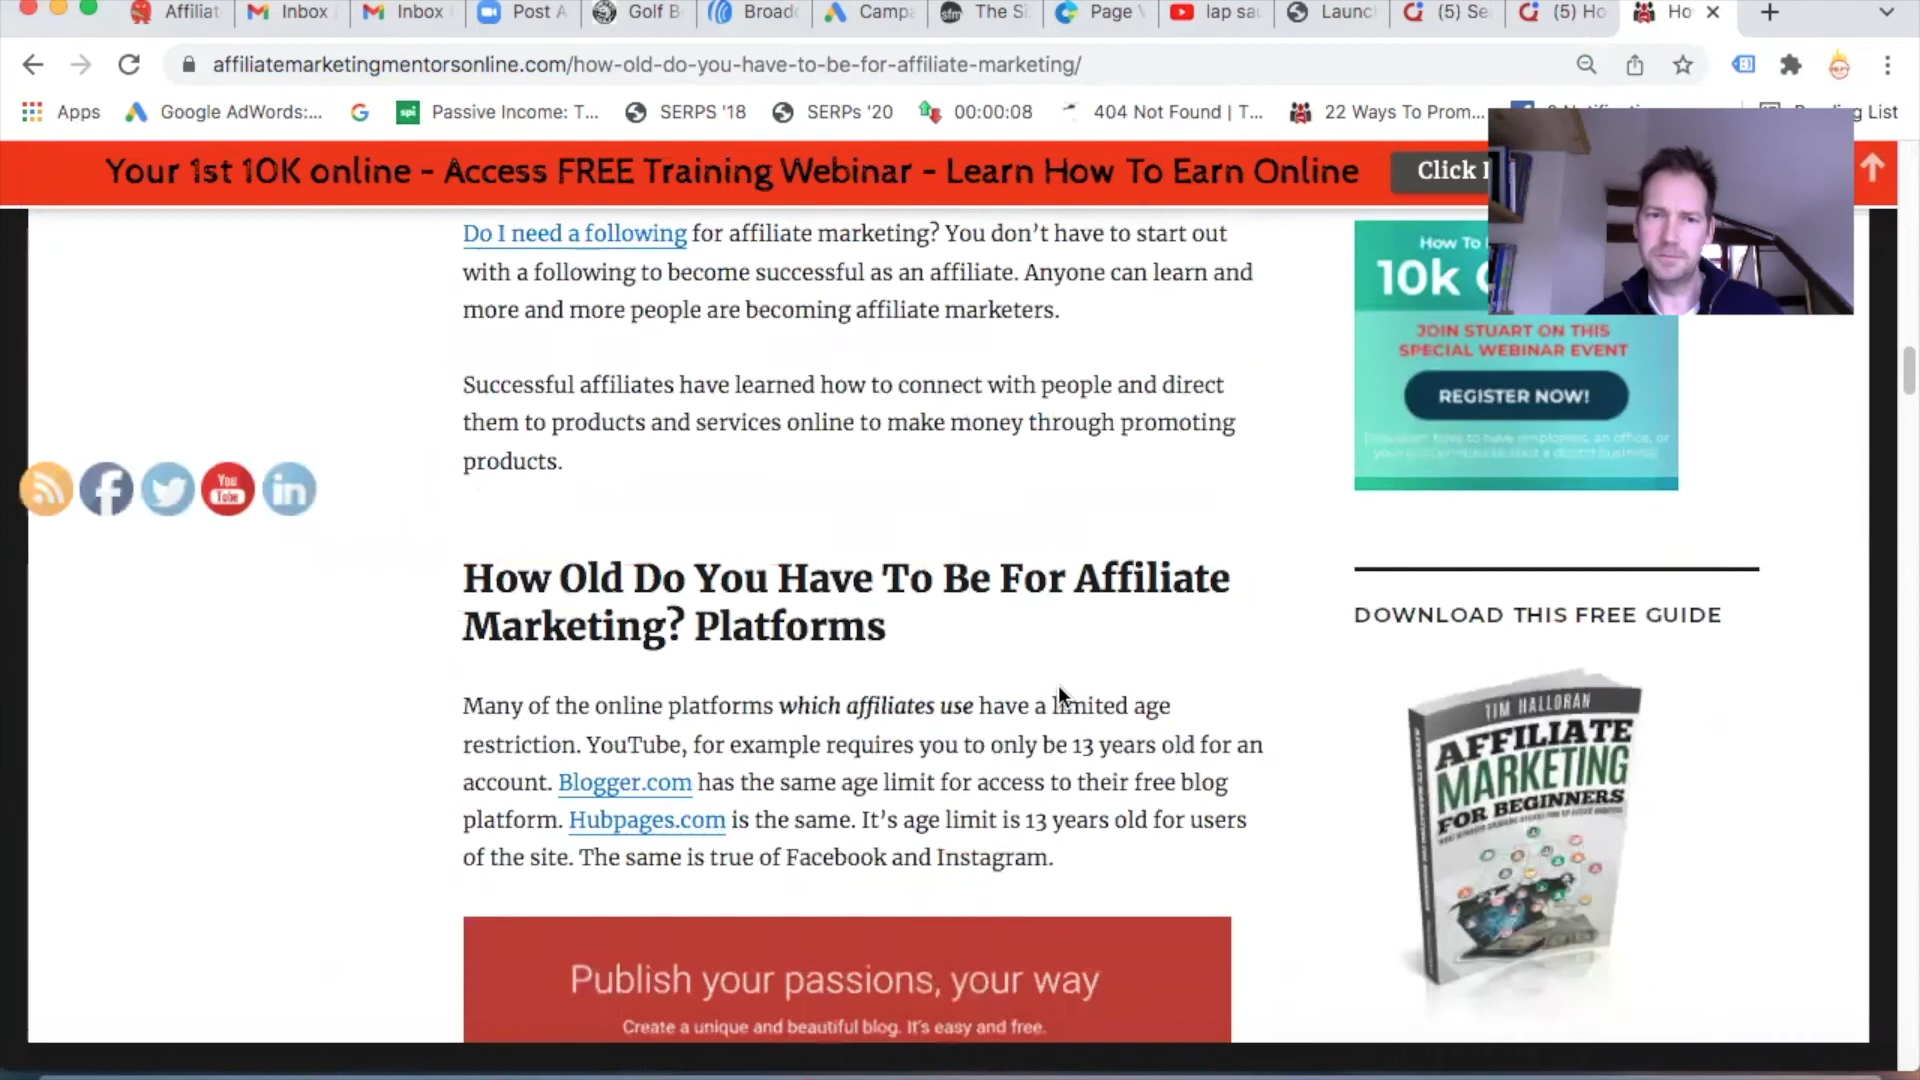 Affiliat
Inbox
Inbox
Post A
Golf B
Broad
Camp
The Si
Page
lap sau
Launc
(5) Se
(5) Ho
Ho
affiliatemarketingmentorsonline.com/how-old-do-you-have-to-be-for-affiliate-marketing/
Apps
Google AdWords:...
spi
Passive Income: T...
SERPS '18
SERPs '20
00:00:08
404 Not Found | T...
22 Ways To Prom...
List
Your 1st 10K online - Access FREE Training Webinar - Learn How To Earn Online
Click
Do I need a following for affiliate marketing? You don’t have to start out
with a following to become successful as an affiliate. Anyone can learn and
more and more people are becoming affiliate marketers.
Successful affiliates have learned how to connect with people and direct
them to products and services online to make money through promoting
products.
You
Tube
in
How Old Do You Have To Be For Affiliate
Marketing? Platforms
Many of the online platforms which affiliates use have a limited age
restriction. YouTube, for example requires you to only be 13 years old for an
account. Blogger.com has the same age limit for access to their free blog
platform. Hubpages.com is the same. It’s age limit is 13 years old for users
of the site. The same is true of Facebook and Instagram.
Publish your passions, your way
Create a unique and beautiful blog. It's easy and free.
How To
10k
JOIN STUART ON THIS
SPECIAL WEBINAR EVENT
REGISTER NOW!
DOWNLOAD THIS FREE GUIDE
TIM HALLORAN
AFFILIATE
MARKETING
FOR BEGINNERS